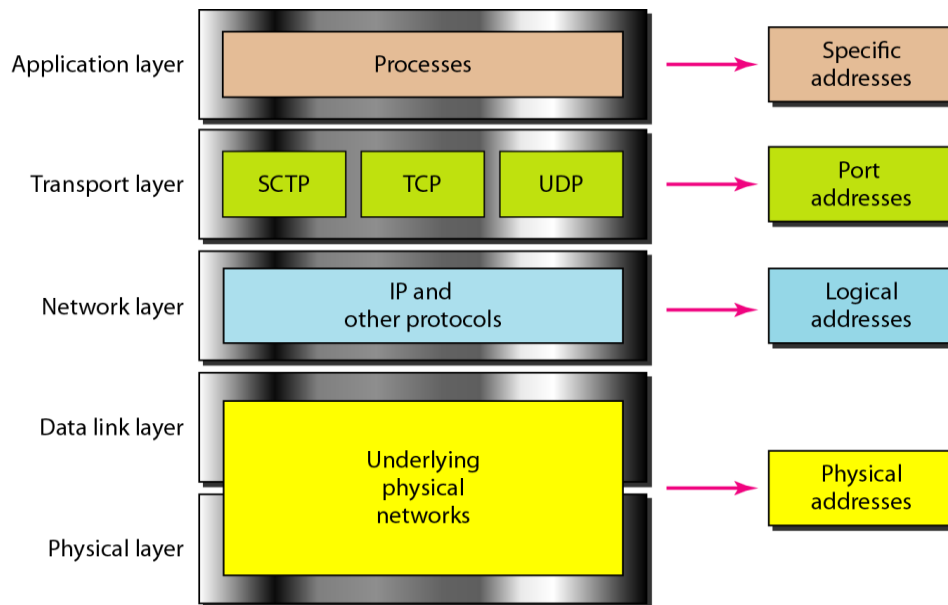 Application layer
Processes
Specific
addresses
Transport layer
SCTP
TCP
UDP
Port
addresses
Network layer
IP and
other protocols
Logical
addresses
Data link layer
Underlying
physical
networks
Physical
addresses
Physical layer